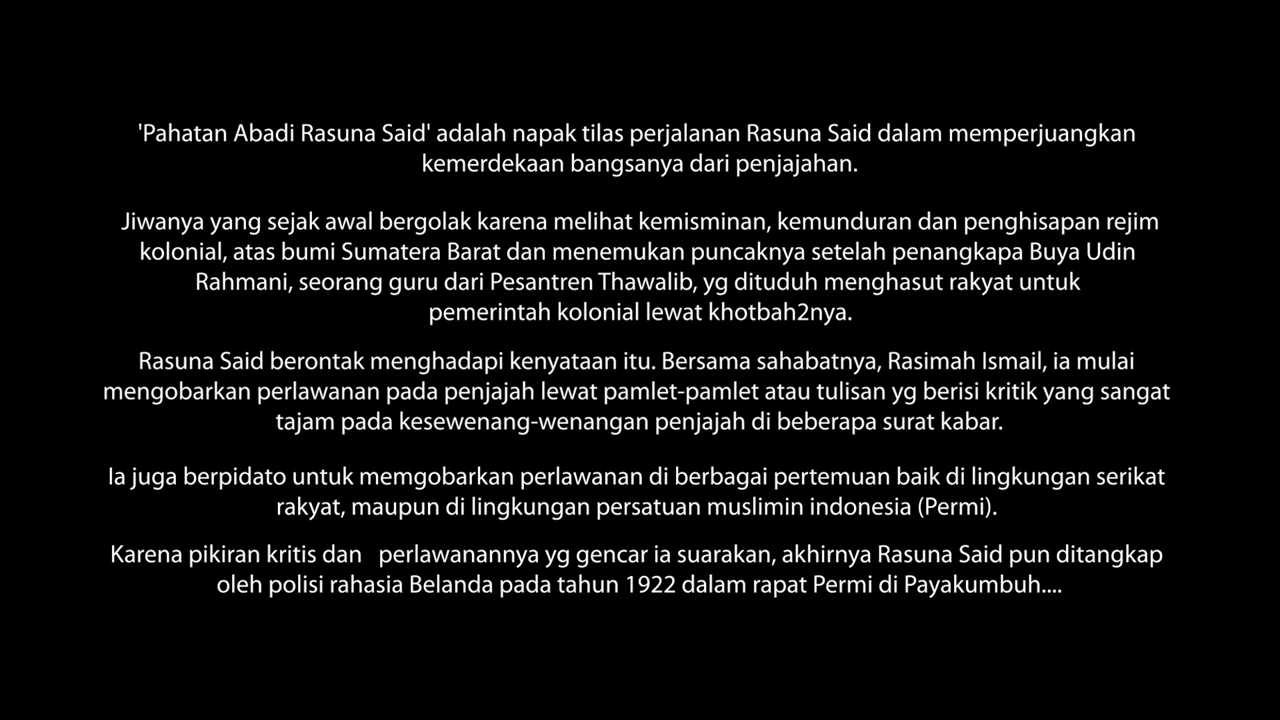 'Pahatan Abadi Rasuna Said' adalah napak tilas perjalanan Rasuna Said dalam memperjuangkan
kemerdekaan bangsanya dari penjajahan.
Jiwanya yang sejak awal bergolak karena melihat kemisminan, kemunduran dan penghisapan rejim
kolonial, atas bumi Sumatera Barat dan menemukan puncaknya setelah penangkapa Buya Udin
Rahmani, seorang guru dari Pesantren Thawalib, yg dituduh menghasut rakyat untuk
pemerintah kolonial lewat khotbah2nya.
Rasuna Said berontak menghadapi kenyataan itu. Bersama sahabatnya, Rasimah Ismail, ia mulai
mengobarkan perlawanan pada penjajah lewat pamlet-pamlet atau tulisan yg berisi kritik yang sangat
tajam pada kesewenang-wenangan penjajah di beberapa surat kabar.
Ia juga berpidato untuk memgobarkan perlawanan di berbagai pertemuan baik di lingkungan serikat
rakyat, maupun di lingkungan persatuan muslimin indonesia (Permi).
Karena pikiran kritis dan   perlawanannya yg gencar ia suarakan, akhirnya Rasuna Said pun ditangkap
oleh polisi rahasia Belanda pada tahun 1922 dalam rapat Permi di Payakumbuh....